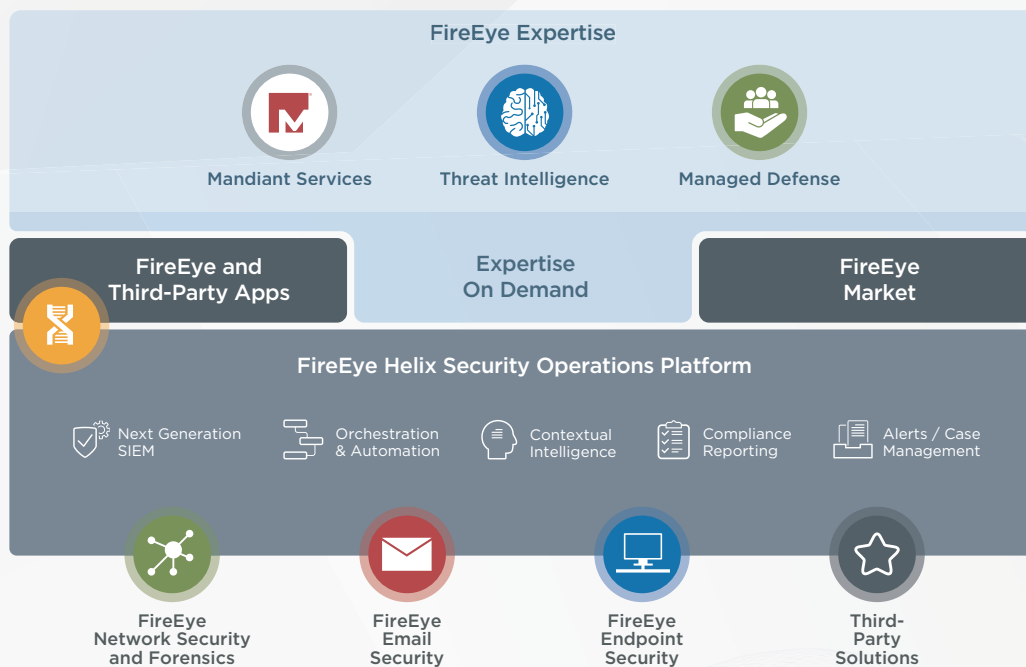 FireEye Expertise
Mandiant Services
Threat Intelligence
Managed Defense
FireEye and
Third-Party Apps
Expertise
On Demand
FireEye
Market
FireEye Helix Security Operations Platform
Next Generation
SIEM
Orchestration
& Automation
Contextual
Intelligence
Compliance
Reporting
Alerts / Case
Management
FireEye
Network Security
and Forensics
FireEye
Email
Security
FireEye
Endpoint
Security
Third-
Party
Solutions